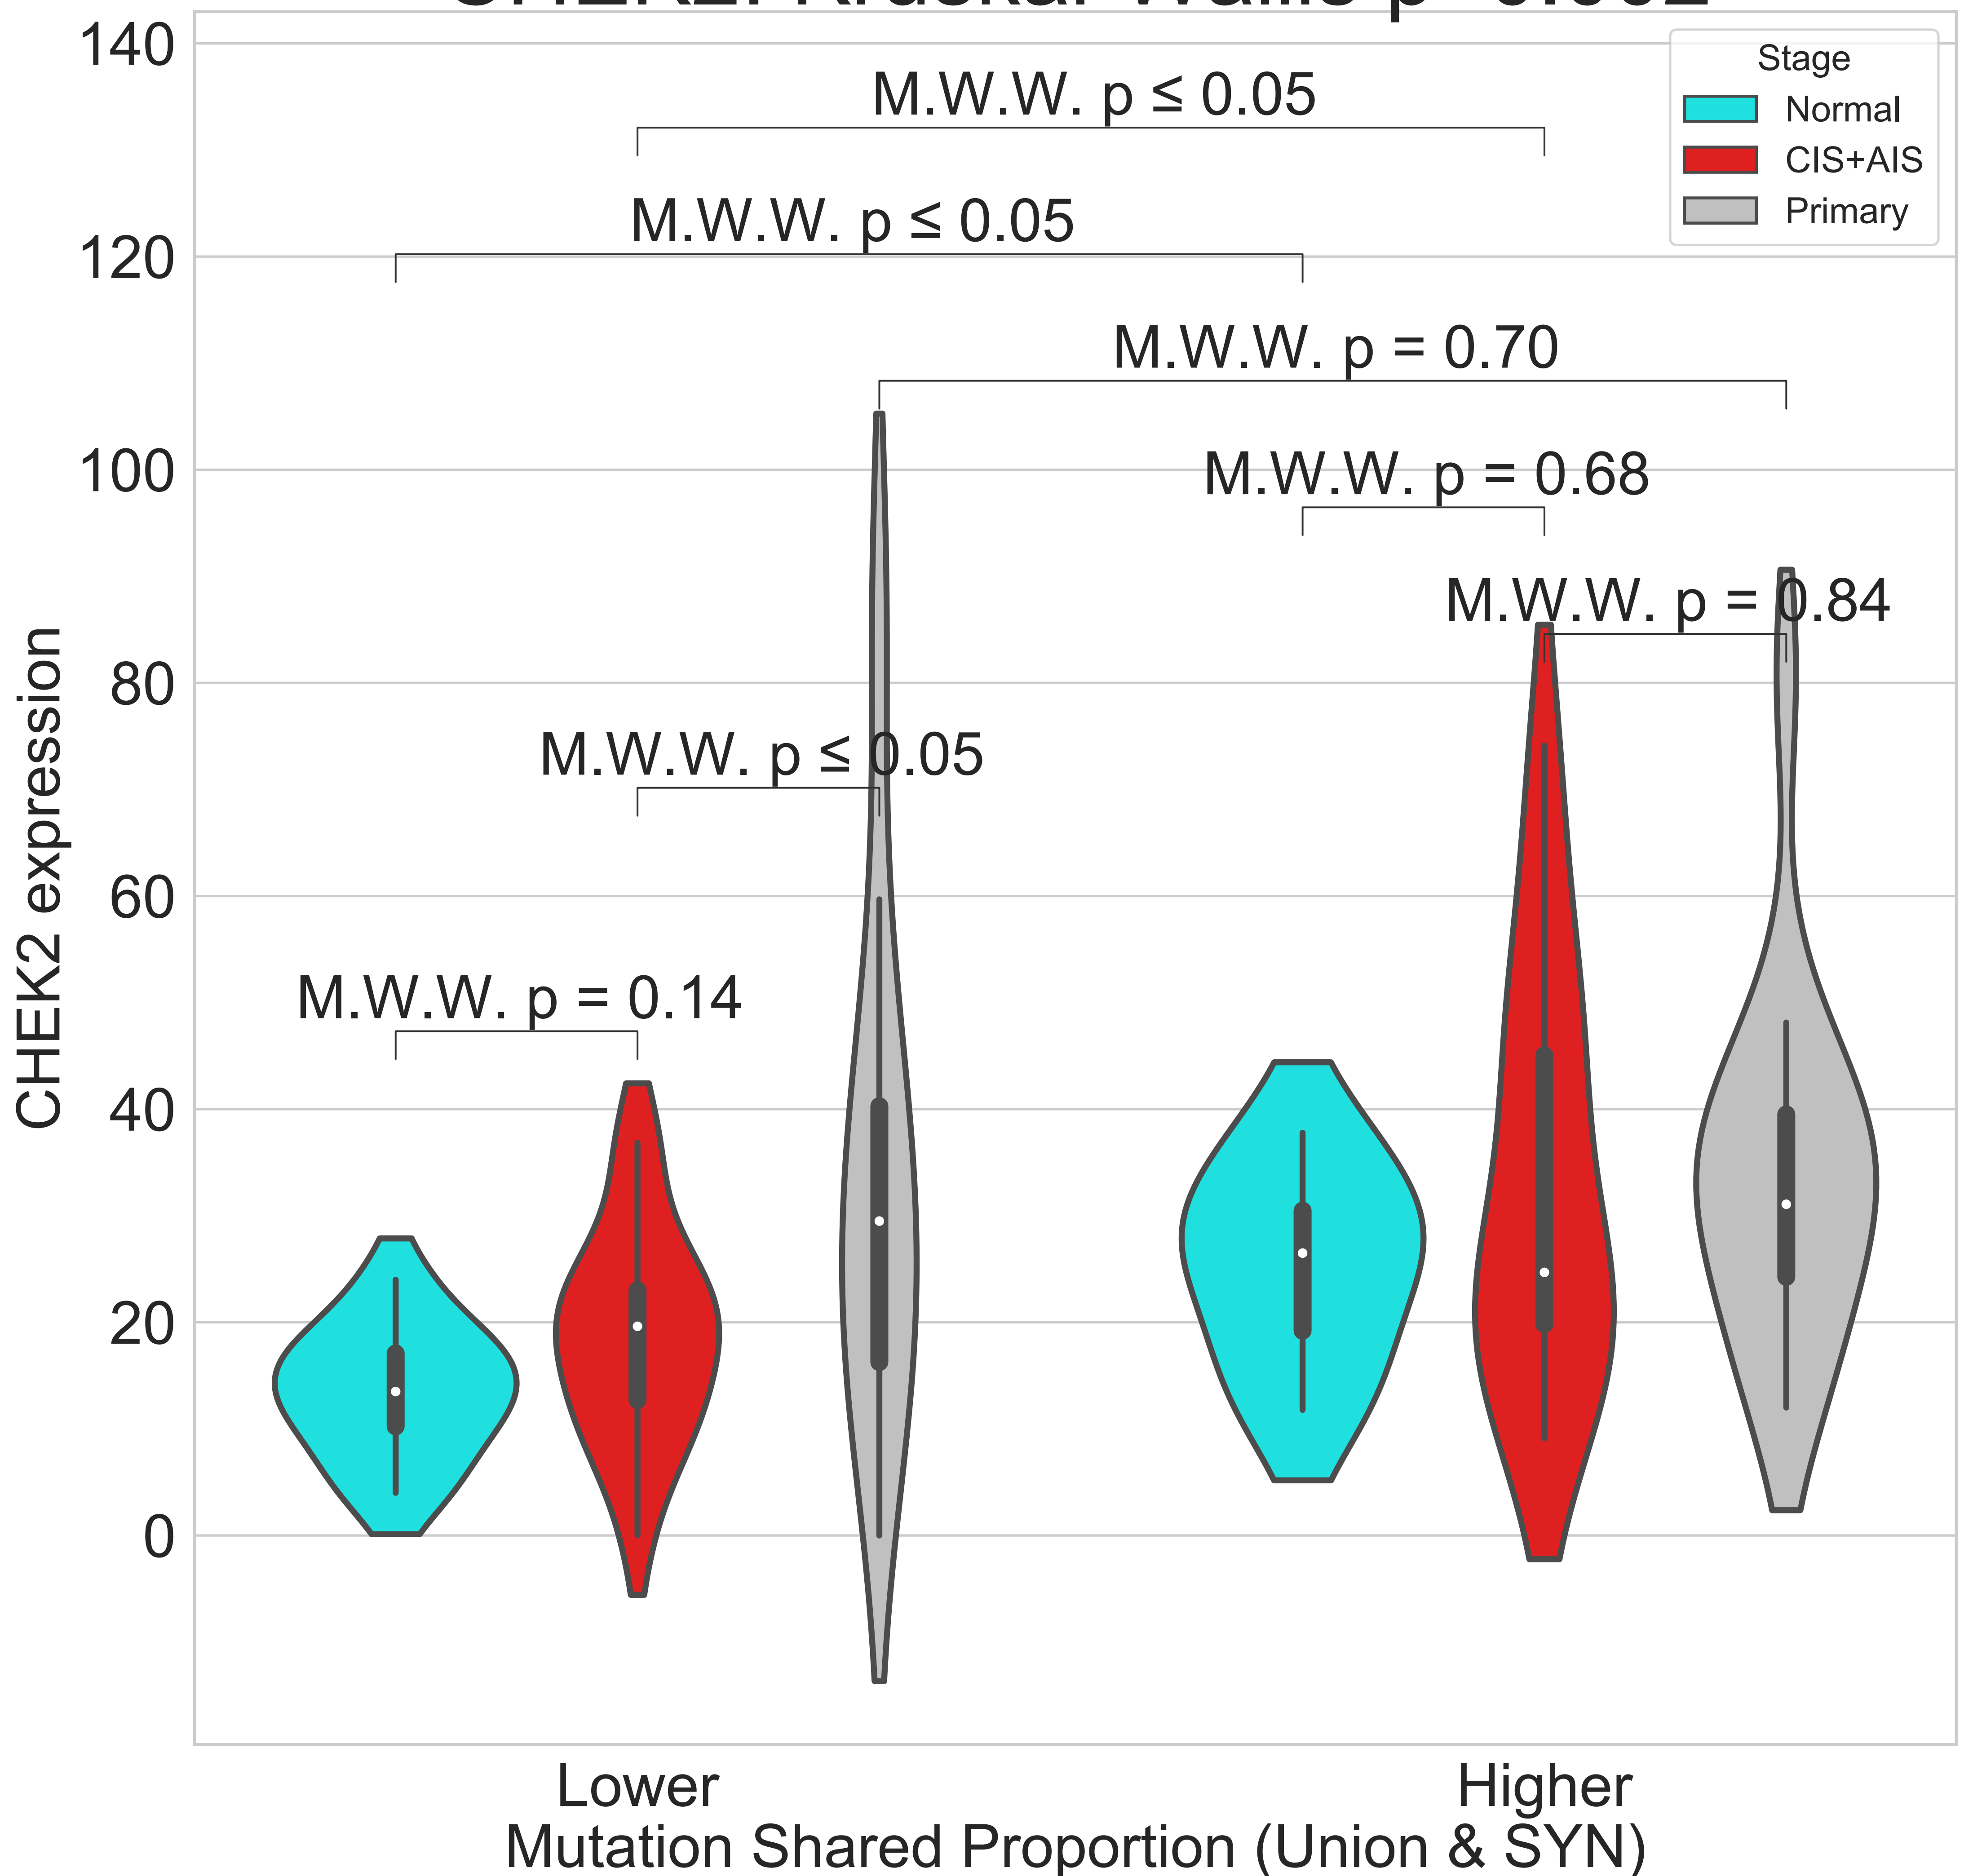 140
120
100
80
60
40
20
0
CHEK2 expression
Stage
Normal
CIS+AIS
Primary
M.W.W. p ≤ 0.05
M.W.W. p ≤ 0.05
M.W.W. p = 0.70
M.W.W. p = 0.68
M.W.W. p = 0.84
M.W.W. p ≤ 0.05
M.W.W. p = 0.14
Lower
Higher
Mutation Shared Proportion (Union & SYN)